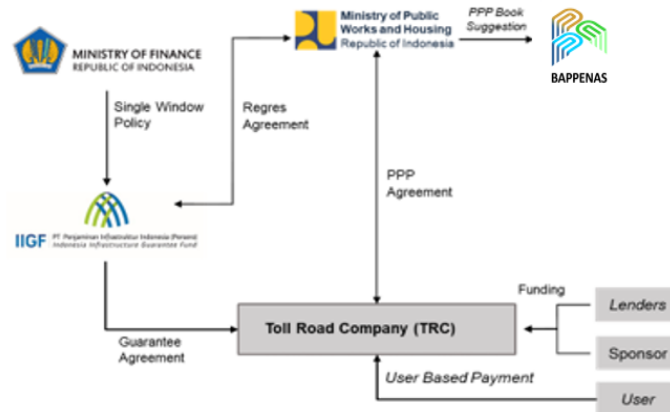 MINISTRY OF FINANCE
REPUBLIC OF INDONESIA
Ministry of Public
Works and Housing
Republic of Indonesia
PPP Book
Suggestion
BAPPENAS
Single Window
Policy
Regres
Agreement
PPP
Agreement
IIGF
PT Penjaminan Infrastruktur Indonesia (Persero)
Indonesia Infrastructure Guarantee Fund
Guarantee
Agreement
Toll Road Company (TRC)
Funding
Lenders
Sponsor
User Based Payment
User